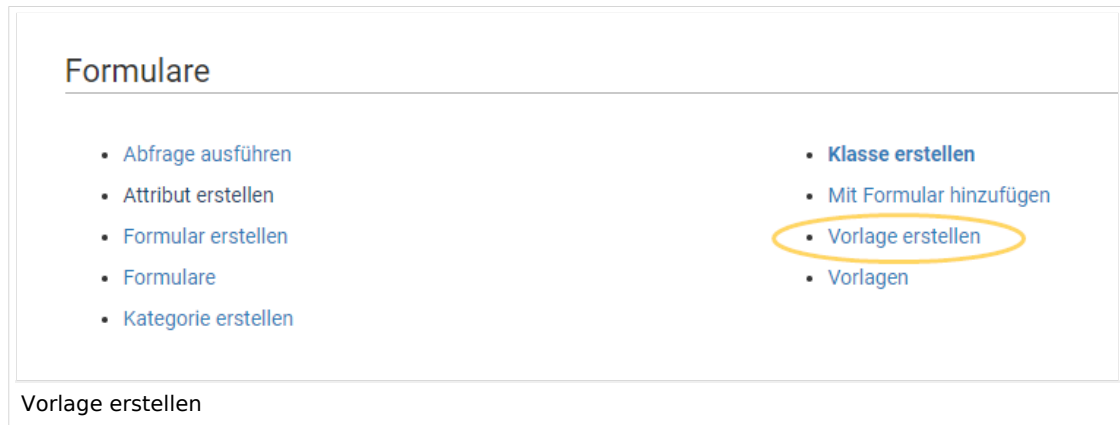 Formulare
Abfrage ausführen
Attribut erstellen
Formular erstellen
Formulare
Kategorie erstellen
Klasse erstellen
Mit Formular hinzufügen
Vorlage erstellen
Vorlagen
Vorlage erstellen